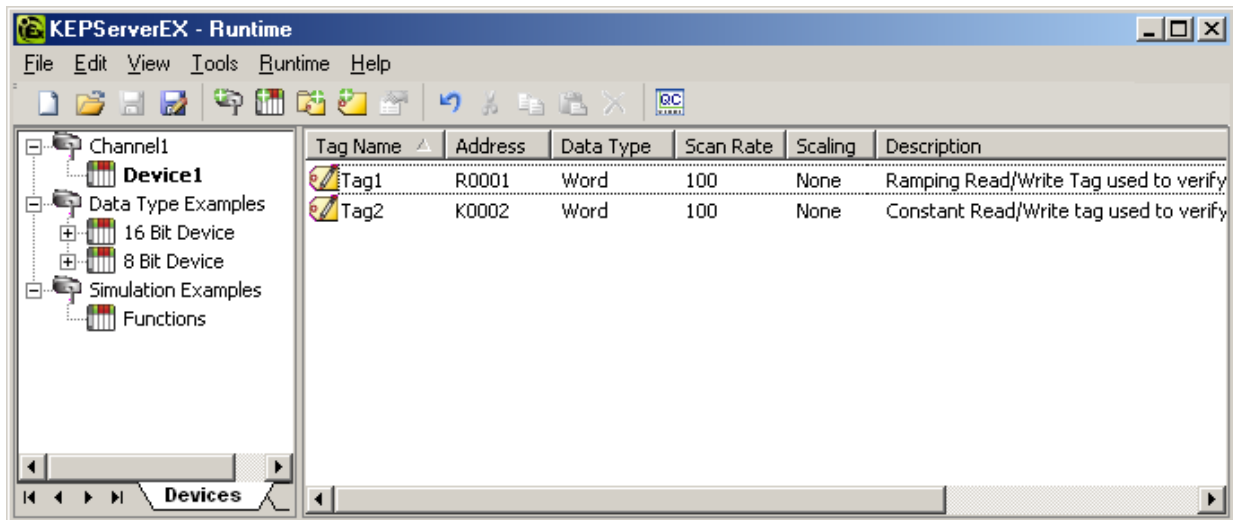 KEPServerEX - Runtime
File Edit View Tools Runtime Help
QC
Channel1
Device1
Data Type Examples
16 Bit Device
8 Bit Device
Simulation Examples
Functions
Devices
Tag Name Address Data Type Scan Rate Scaling Description
Tag1 R0001 Word 100 None Ramping Read/Write Tag used to verify
Tag2 K0002 Word 100 None Constant Read/Write tag used to verify